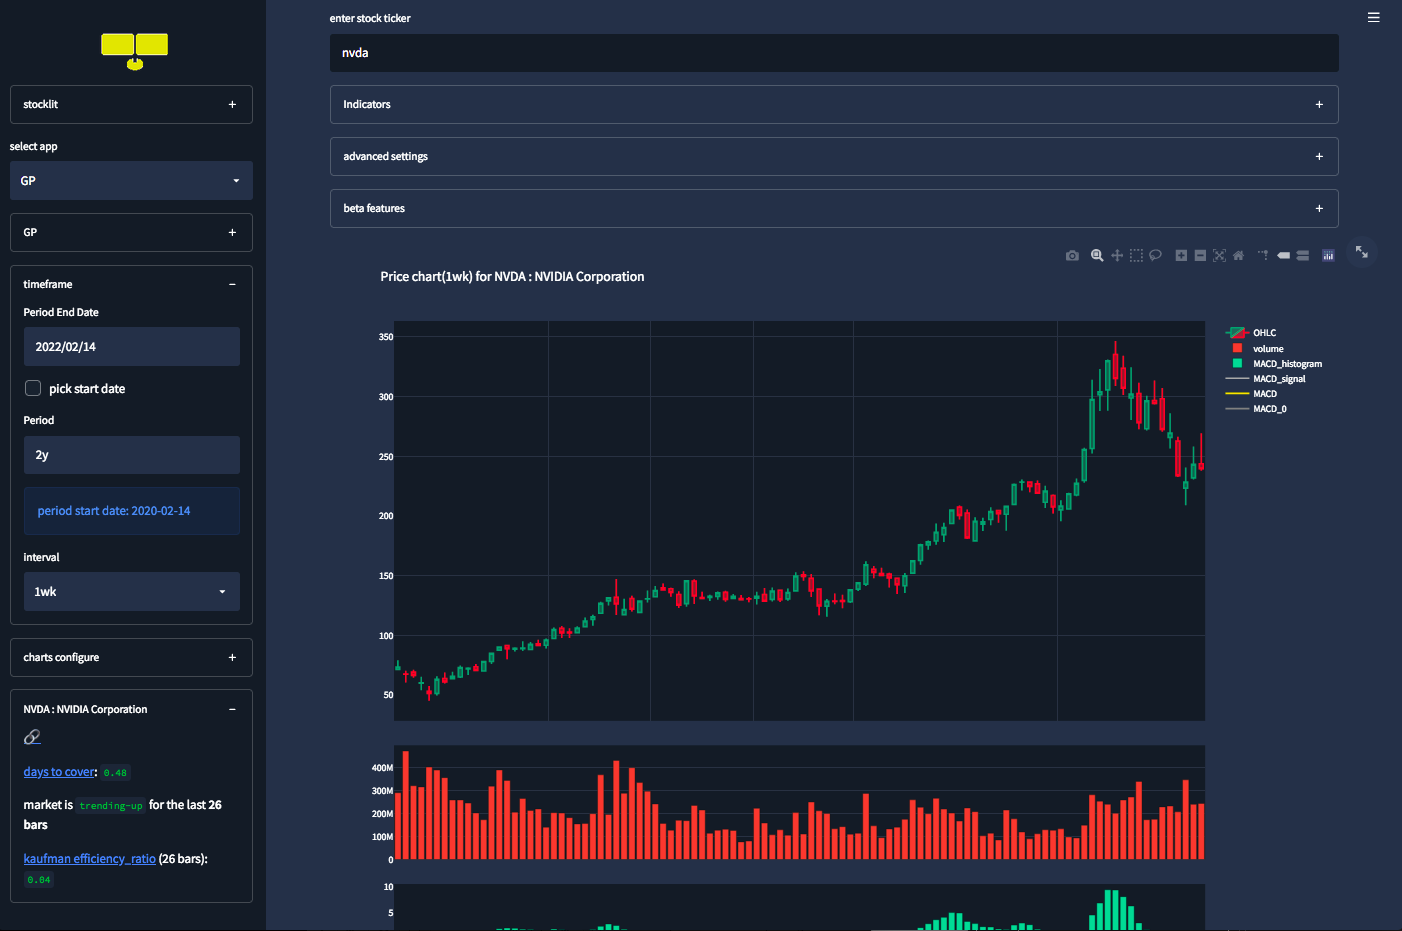 stocklit
select app
GP
GP
timeframe
Period End Date
2022/02/14
pick start date
Period
2y
period start date: 2020-02-14
interval
1wk
charts configure
NVDA : NVIDIA Corporation
days to cover: 0.48
market is trending-up for the last 26
bars
kaufman efficiency_ratio (26 bars):
0.04
enter stock ticker
nvda
Indicators
advanced settings
beta features
Price chart(1wk) for NVDA : NVIDIA Corporation
350
300
250
200
150
100
50
OHLC
volume
MACD_histogram
MACD_signal
MACD
MACD_0
400M
300M
200M
100M
0
10
5